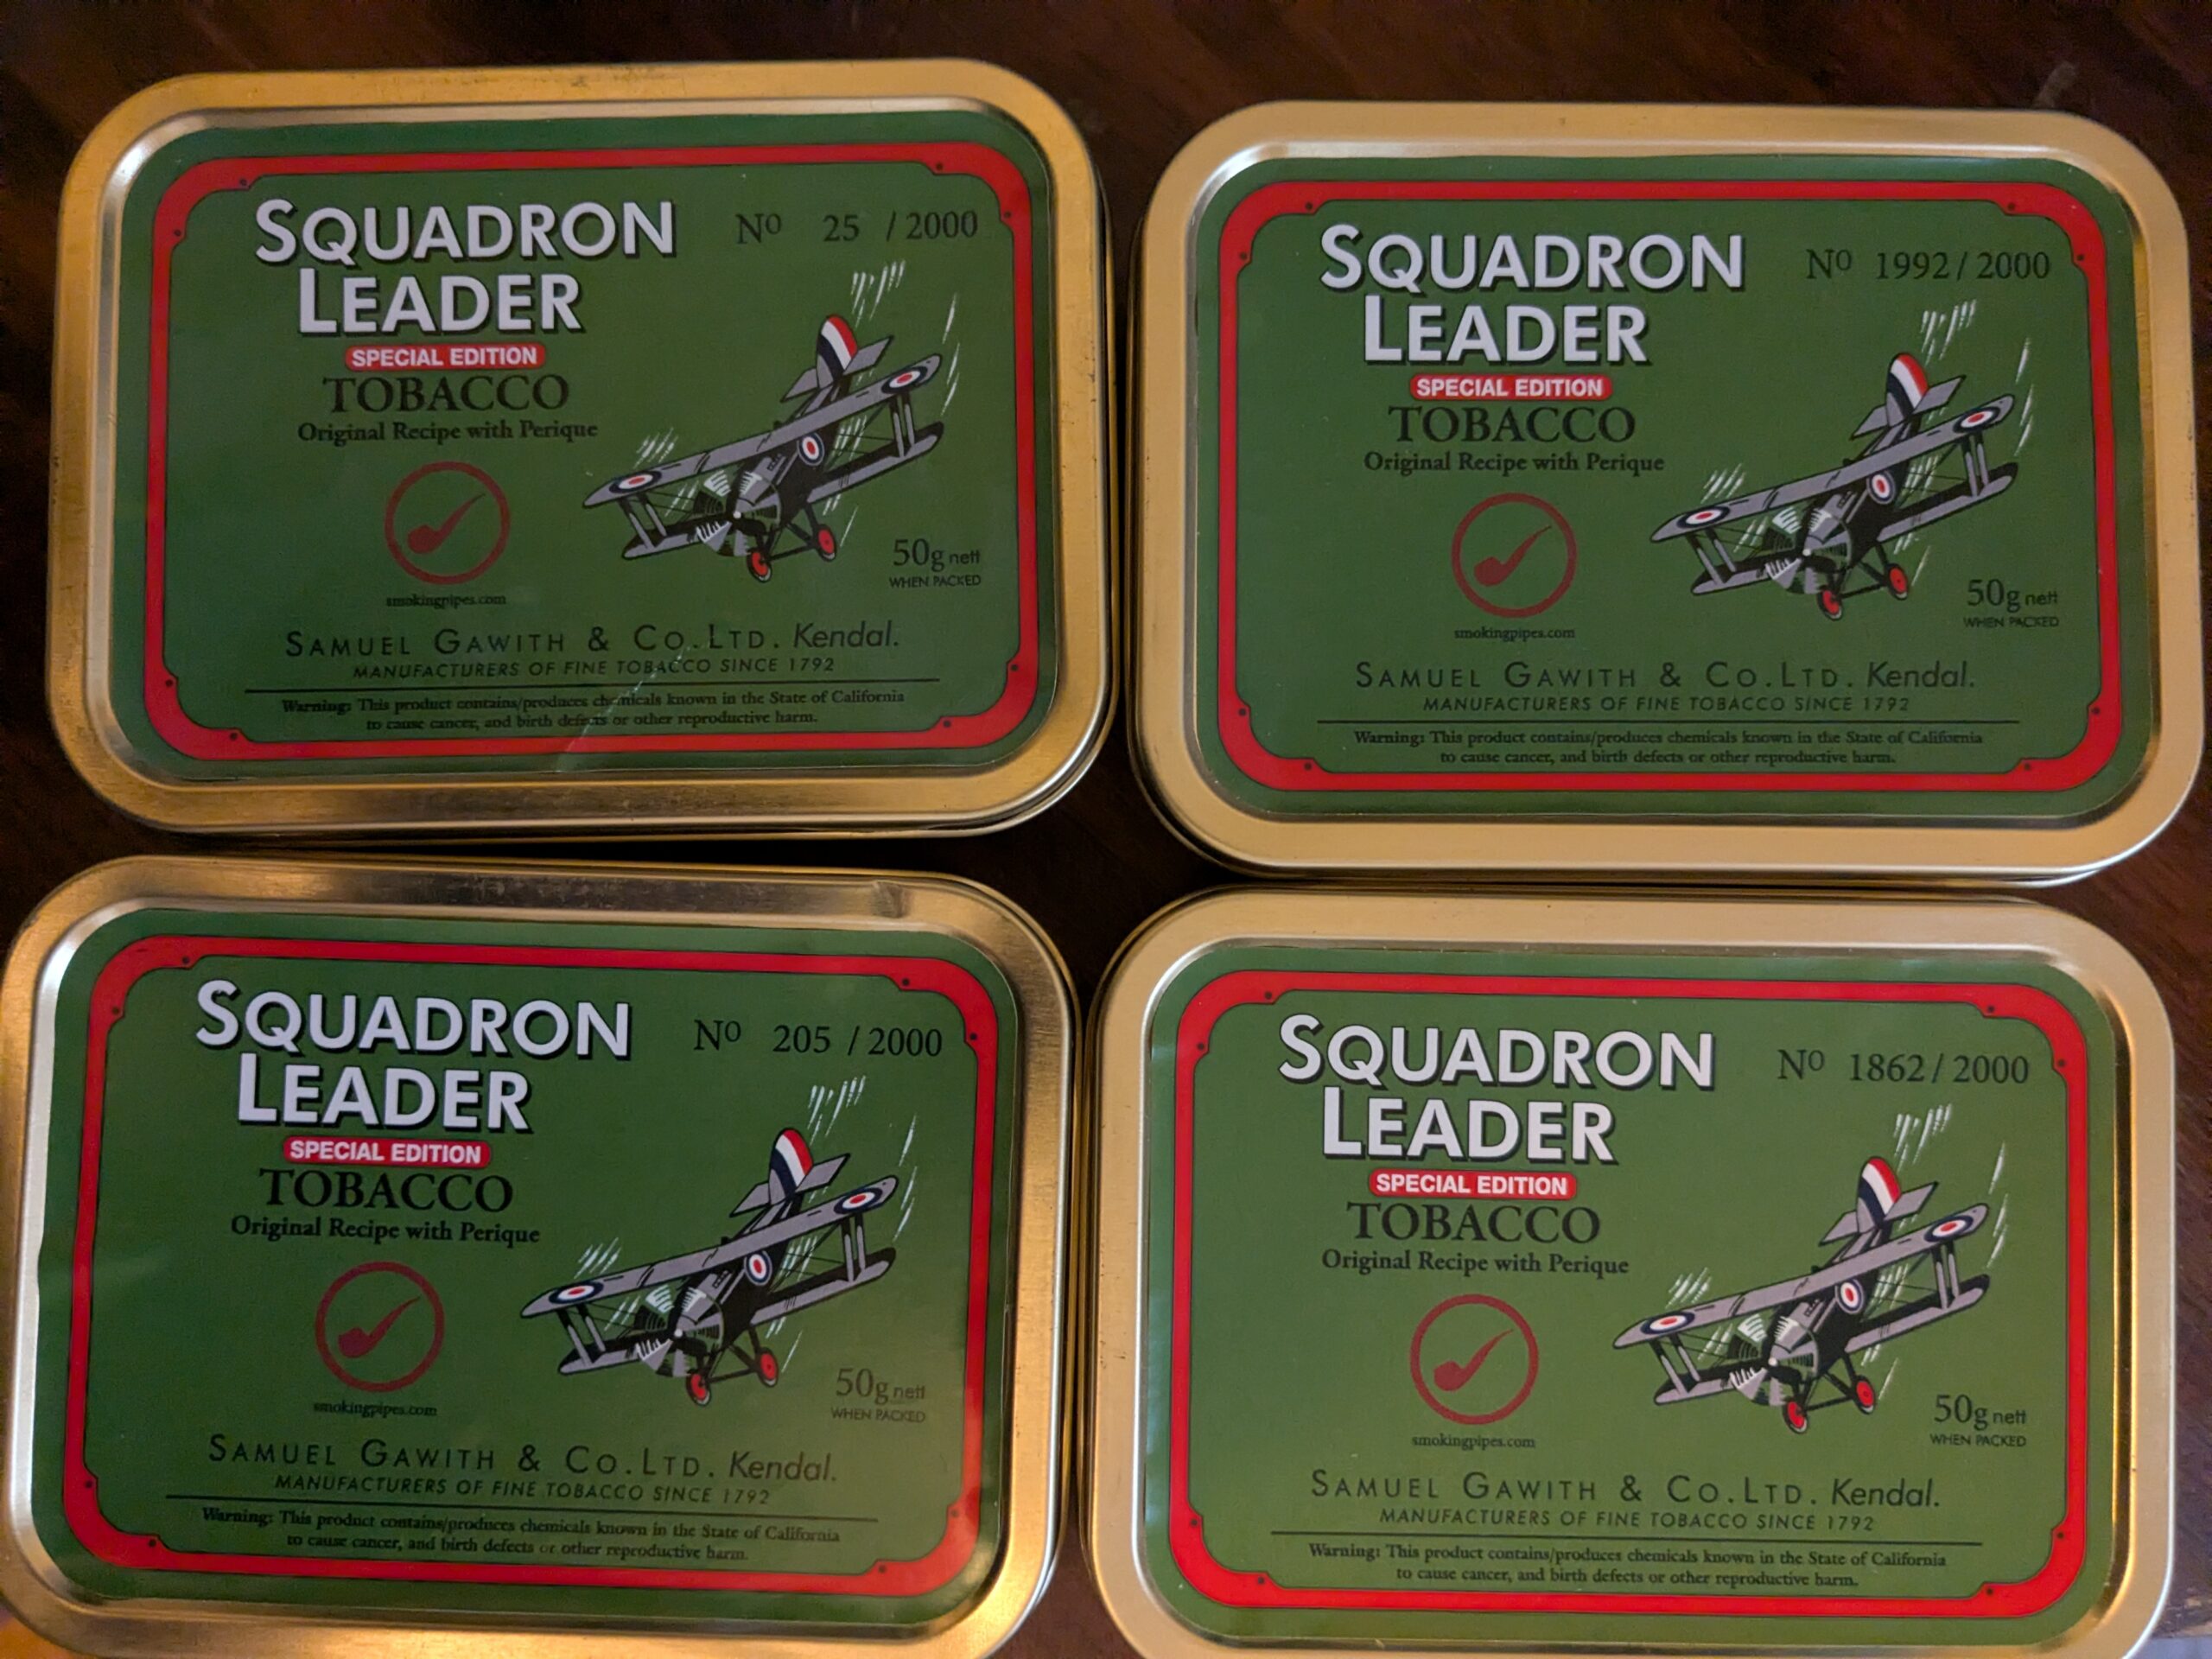 SQUADRON
LEADER
Nº 25 / 2000
SPECIAL EDITION
TOBACCO
Original Recipe with Perique
smokingpipes.com
50g nett
WHEN PACKED
SAMUEL GAWITH & CO. LTD. Kendal.
MANUFACTURERS OF FINE TOBACCO SINCE 1792
Warning: This product contains/produces chemicals known in the State of California
to cause cancer, and birth defects or other reproductive harm.
SQUADRON
LEADER
Nº 1992 / 2000
SPECIAL EDITION
TOBACCO
Original Recipe with Perique
smokingpipes.com
50g nett
WHEN PACKED
SAMUEL GAWITH & CO. LTD. Kendal.
MANUFACTURERS OF FINE TOBACCO SINCE 1792
Warning: This product contains/produces chemicals known in the State of California
to cause cancer, and birth defects or other reproductive harm.
SQUADRON
LEADER
Nº 205 / 2000
SPECIAL EDITION
TOBACCO
Original Recipe with Perique
smokingpipes.com
50g nett
WHEN PACKED
SAMUEL GAWITH & CO. LTD. Kendal.
MANUFACTURERS OF FINE TOBACCO SINCE 1792
Warning: This product contains/produces chemicals known in the State of California
to cause cancer, and birth defects or other reproductive harm.
SQUADRON
LEADER
Nº 1862 / 2000
SPECIAL EDITION
TOBACCO
Original Recipe with Perique
smokingpipes.com
50g nett
WHEN PACKED
SAMUEL GAWITH & CO. LTD. Kendal.
MANUFACTURERS OF FINE TOBACCO SINCE 1792
Warning: This product contains/produces chemicals known in the State of California
to cause cancer, and birth defects or other reproductive harm.